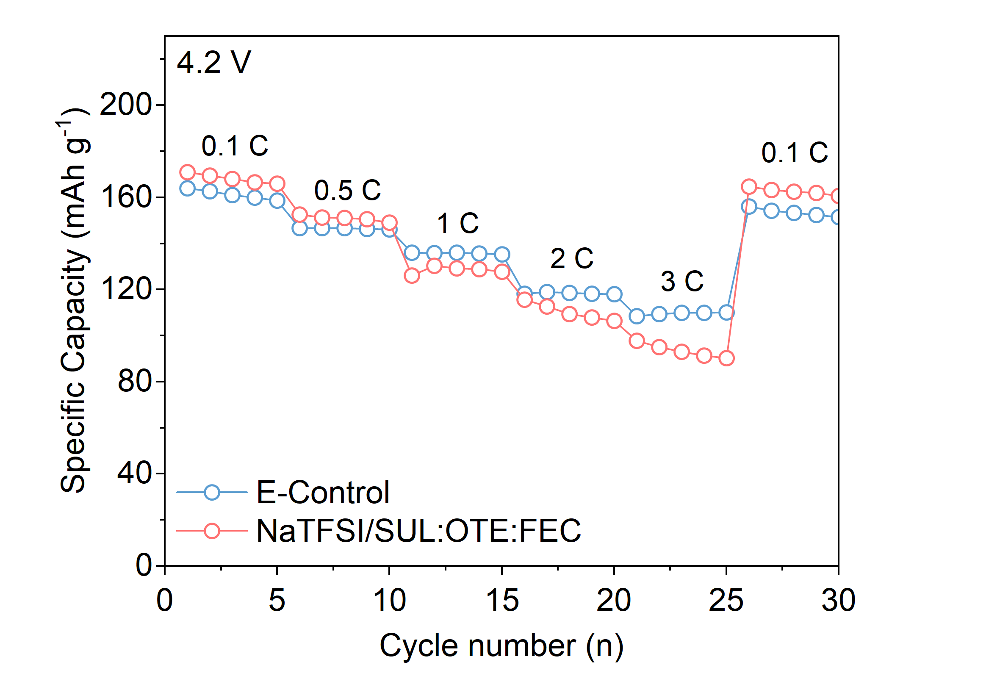 4.2 V
0.1 C
0.5 C
1 C
2 C
3 C
0.1 C
Specific Capacity (mAh g⁻¹)
200
160
120
80
40
0
E-Control
NaTFSI/SUL:OTE:FEC
0 5 10 15 20 25 30
Cycle number (n)